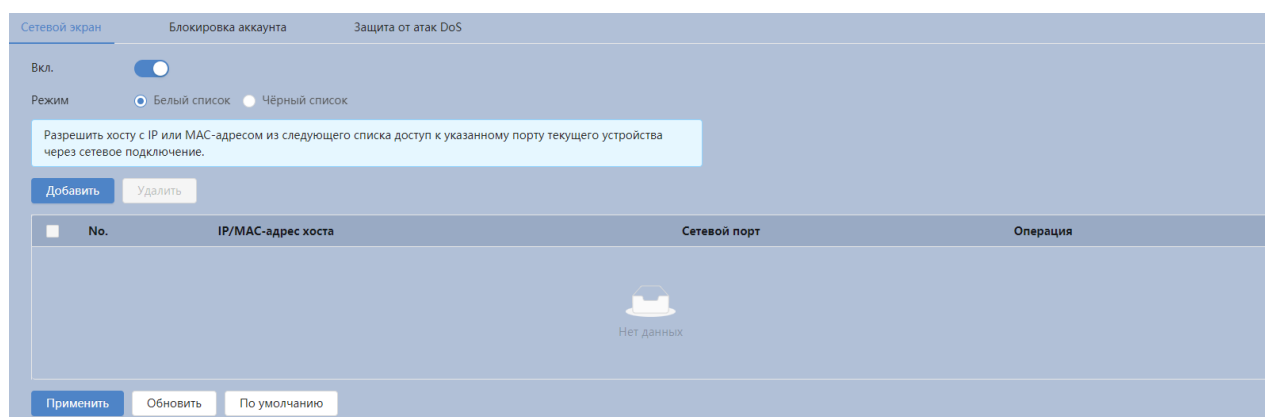 Сетевой экран Блокировка аккаунта Защита от атак DoS
Вкл.
Режим Белый список Чёрный список
Разрешить хосту с IP или MAC-адресом из следующего списка доступ к указанному порту текущего устройства
через сетевое подключение.
Добавить Удалить
No. IP/MAC-адрес хоста Сетевой порт Операция
Нет данных
Применить Обновить По умолчанию